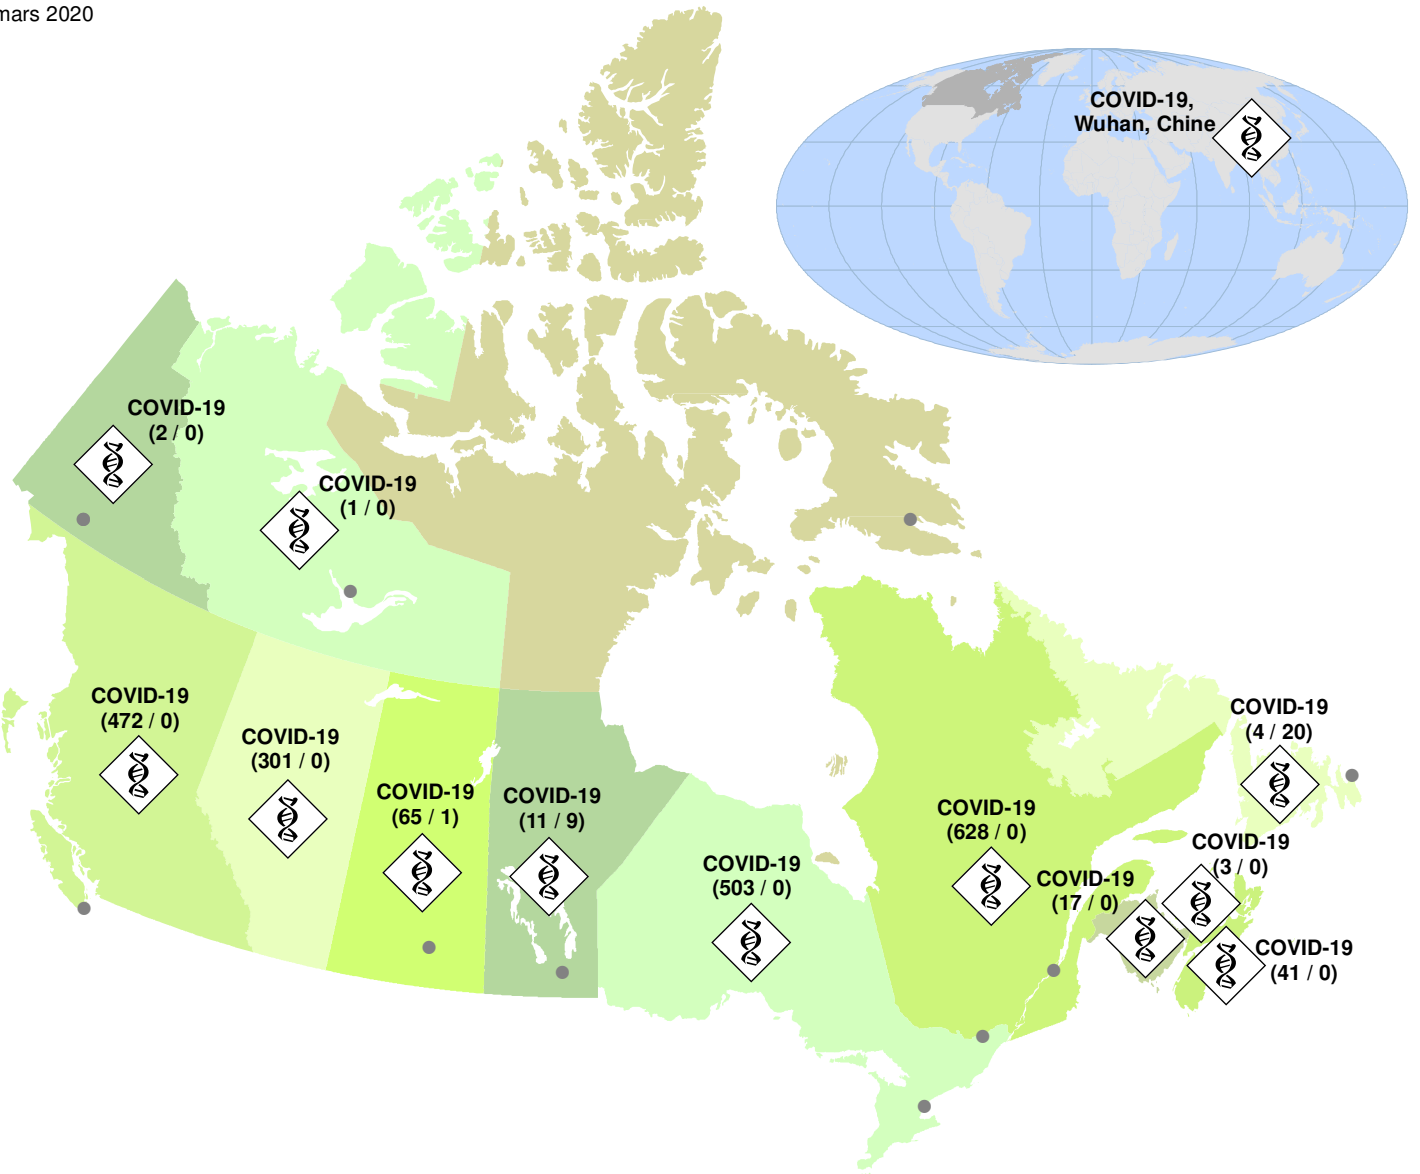 mars 2020
COVID-19,
Wuhan, Chine
COVID-19
(2 / 0)
COVID-19
(1 / 0)
COVID-19
(472 / 0)
COVID-19
(301 / 0)
COVID-19
(65 / 1)
COVID-19
(11 / 9)
COVID-19
(503 / 0)
COVID-19
(628 / 0)
COVID-19
(17 / 0)
COVID-19
(4 / 20)
COVID-19
(3 / 0)
COVID-19
(41 / 0)